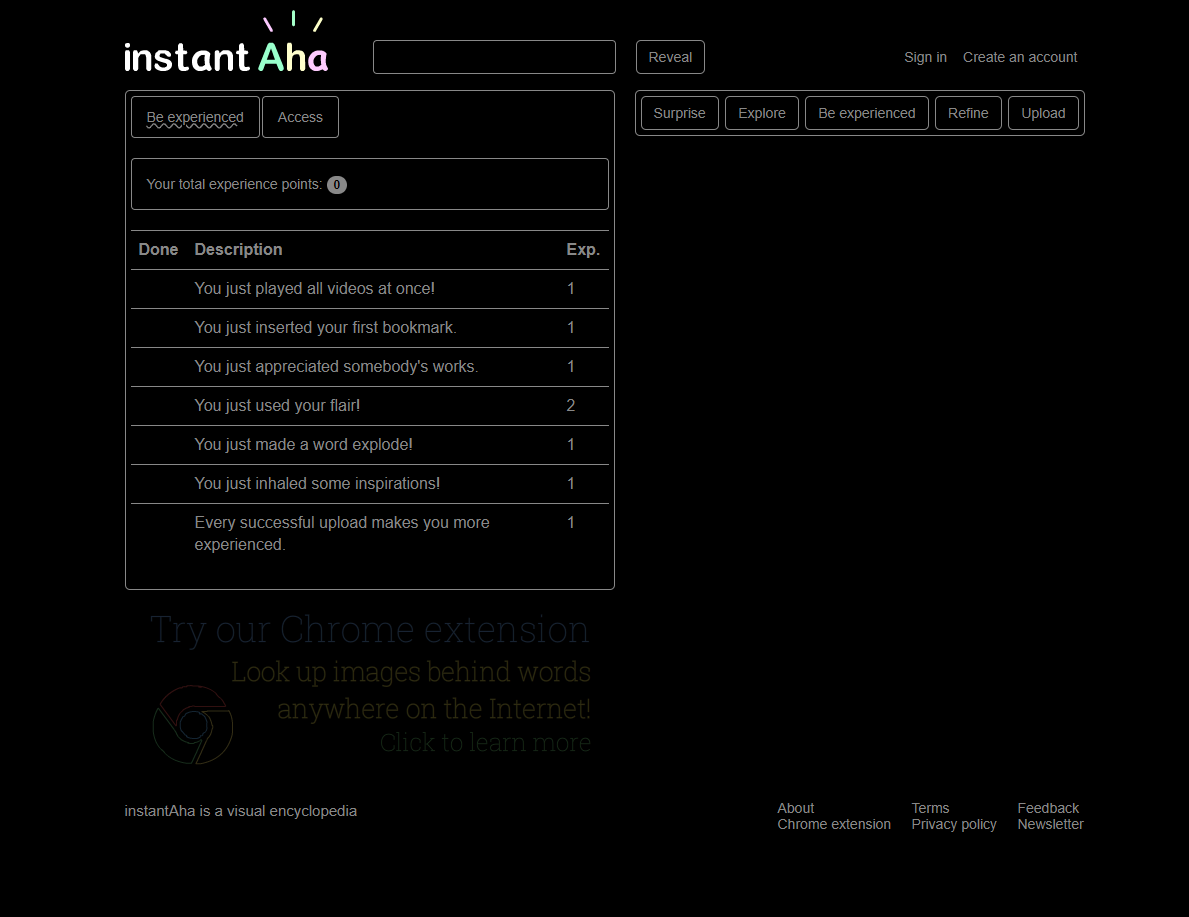 instant Aha
Reveal
Sign in Create an account
Be experienced Access
Surprise Explore Be experienced Refine Upload
Your total experience points: 0
Done Description Exp.
You just played all videos at once! 1
You just inserted your first bookmark. 1
You just appreciated somebody's works. 1
You just used your flair! 2
You just made a word explode! 1
You just inhaled some inspirations! 1
Every successful upload makes you more 1
experienced.
Try our Chrome extension
Look up images behind words
anywhere on the Internet!
Click to learn more
instantAha is a visual encyclopedia
About Terms Feedback
Chrome extension Privacy policy Newsletter